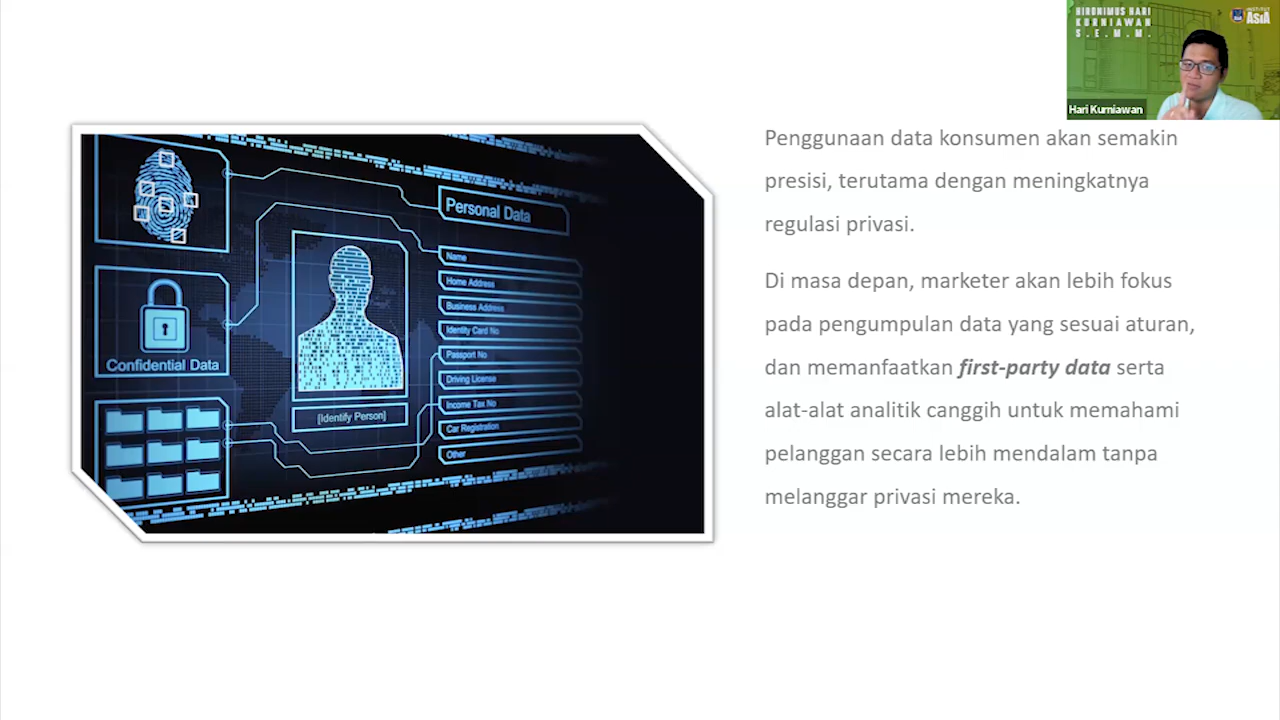 HIRONIMUS HARI
KURNIAWAN
S.E.M.M.
INSTITUT
ASIA
Hari Kurniawan
Penggunaan data konsumen akan semakin
presisi, terutama dengan meningkatnya
regulasi privasi.
Di masa depan, marketer akan lebih fokus
pada pengumpulan data yang sesuai aturan,
dan memanfaatkan first-party data serta
alat-alat analitik canggih untuk memahami
pelanggan secara lebih mendalam tanpa
melanggar privasi mereka.
Confidential Data
[Identify Person]
Personal Data
Name
Home Address
Business Address
Identity Card No
Passport No
Driving License
Income Tax No
Car Registration
Other